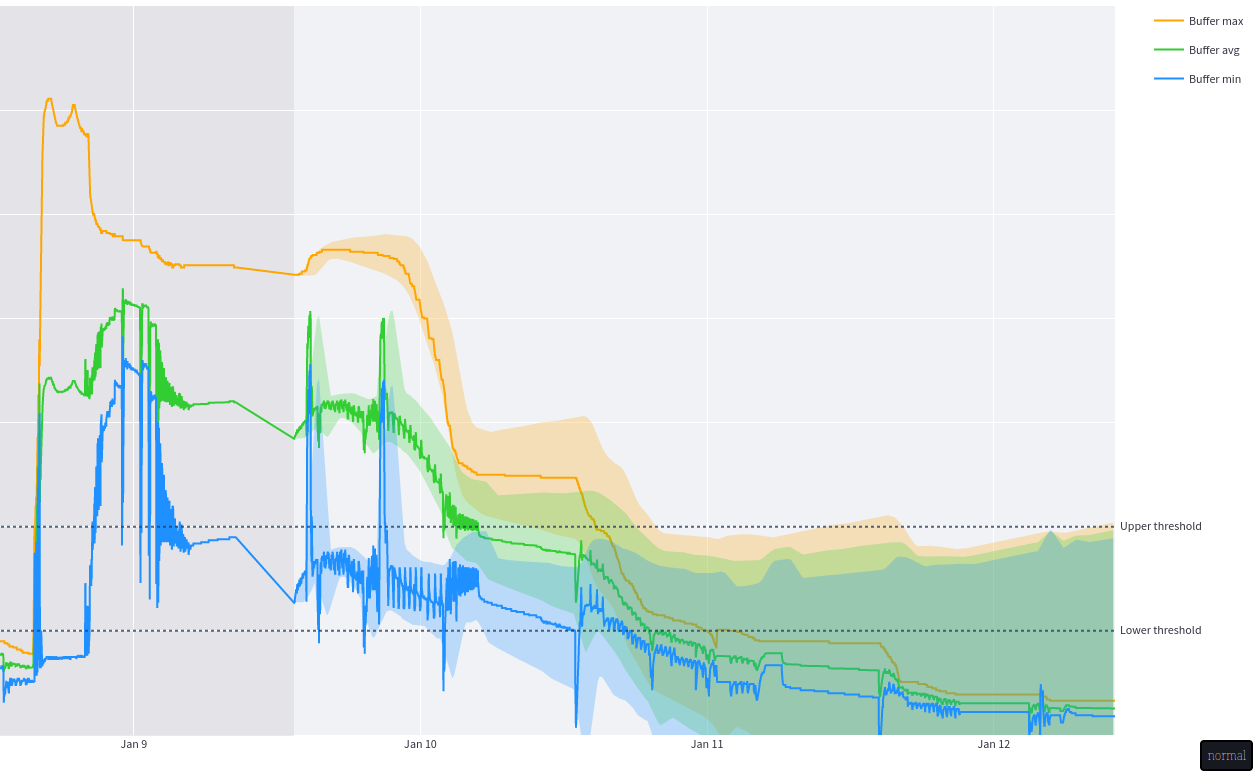 Buffer max
Buffer avg
Buffer min
Upper threshold
Lower threshold
Jan 9
Jan 10
Jan 11
Jan 12
normal